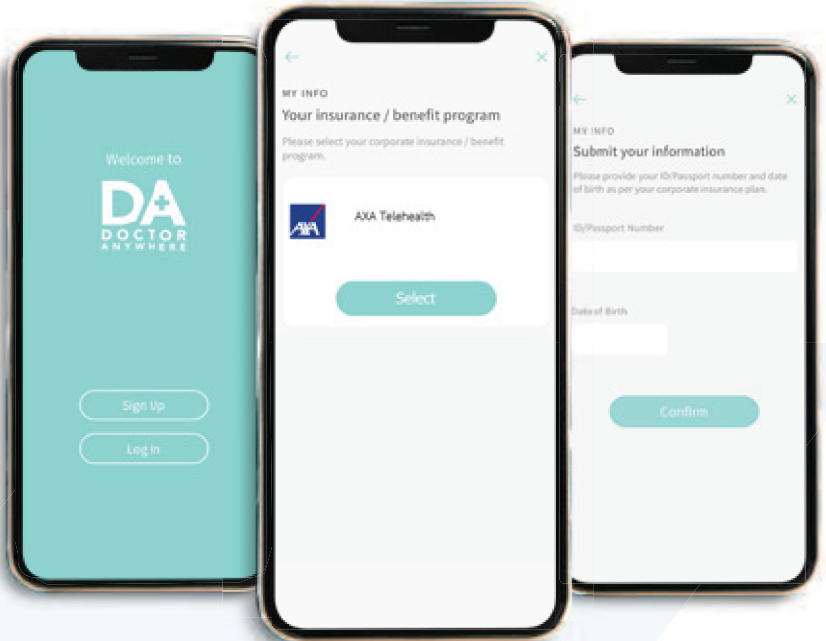 Welcome to
DA
DOCTOR
ANYWHERE
Sign Up
Log In
MY INFO
Your insurance / benefit program
Please select your corporate insurance / benefit
program.
AXA
AXA Telehealth
Select
MY INFO
Submit your information
Please provide your ID/Passport number and date
of birth as per your corporate insurance plan.
ID/Passport Number
Date of Birth
Confirm